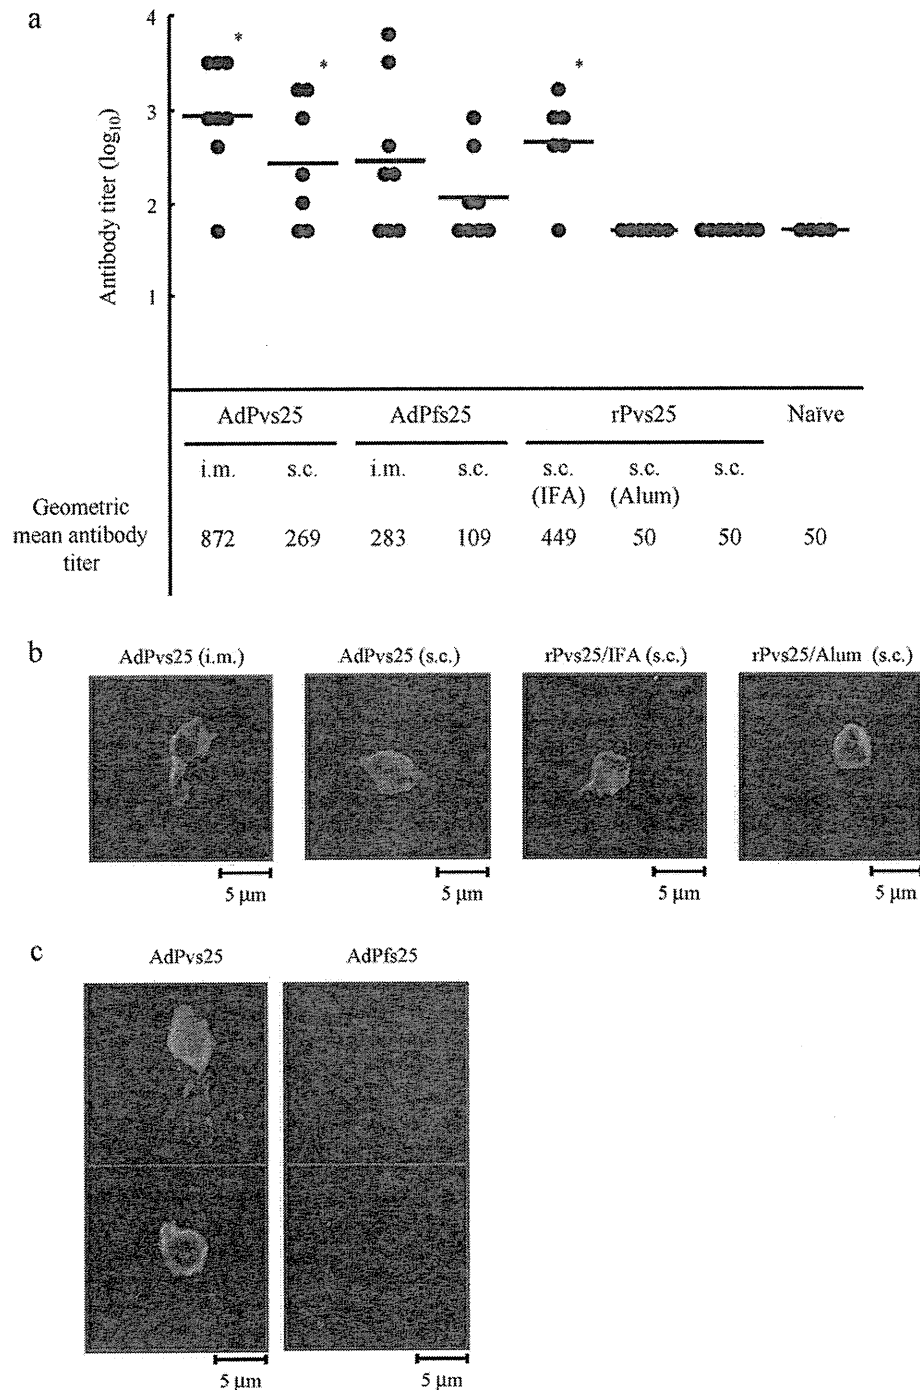 a
4
*
*
*
3
2
1
Antibody titer (log10)
AdPvs25 AdPfs25 rPvs25 Naïve
i.m. s.c. i.m. s.c. s.c. s.c. s.c.
(IFA) (Alum)
Geometric
mean antibody
titer
872 269 283 109 449 50 50 50
b
AdPvs25 (i.m.) AdPvs25 (s.c.) rPvs25/IFA (s.c.) rPvs25/Alum (s.c.)
5 μm 5 μm 5 μm 5 μm
c
AdPvs25 AdPfs25
5 μm 5 μm